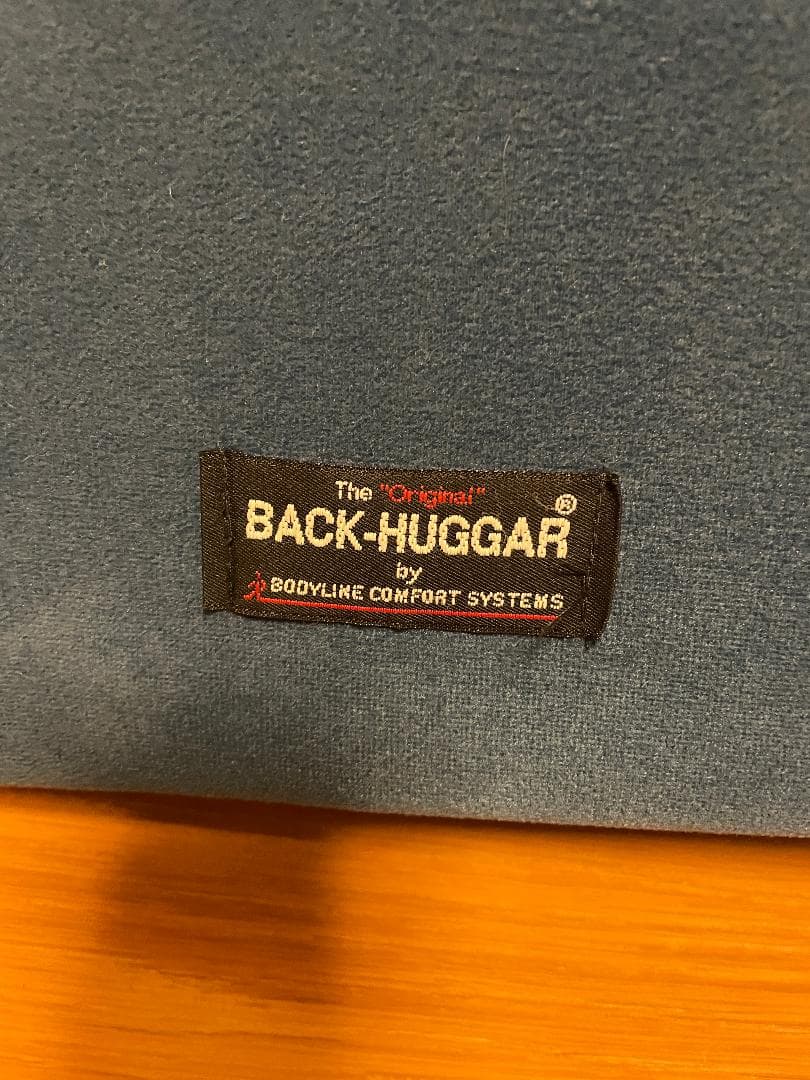 The "Original"
BACK-HUGGAR®
by
BODYLINE COMFORT SYSTEMS